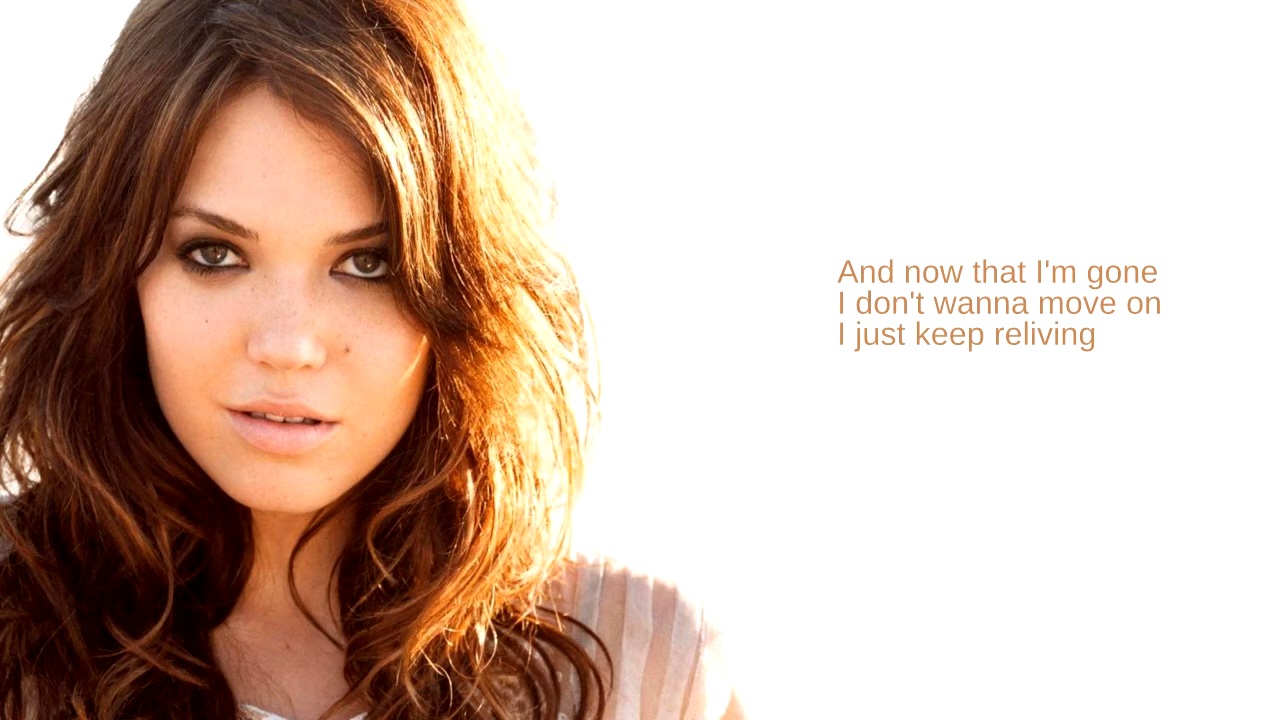 And now that I'm gone
I don't wanna move on
I just keep reliving